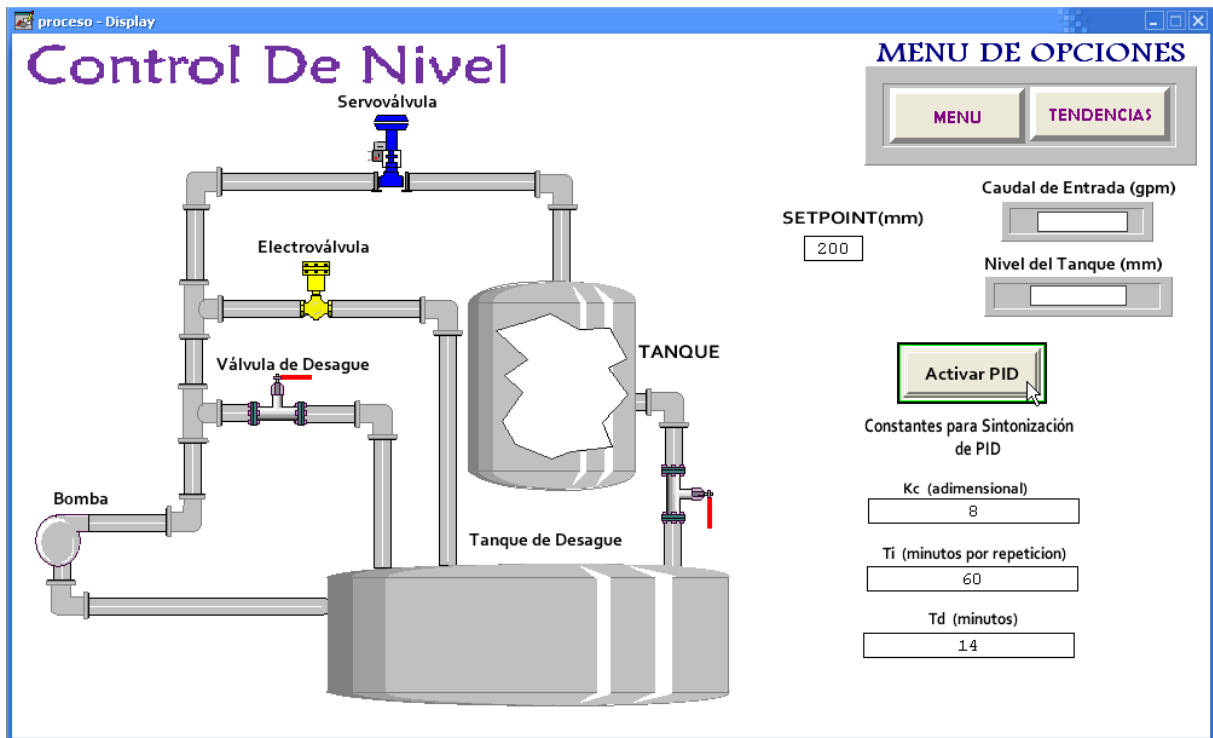 proceso - Display
Control De Nivel
MENU DE OPCIONES
MENU
TENDENCIAS
Servoválvula
Caudal de Entrada (gpm)
SETPOINT(mm)
200
Electroválvula
Nivel del Tanque (mm)
TANQUE
Válvula de Desague
Activar PID
Constantes para Sintonización
de PID
Kc (adimensional)
8
Bomba
Tanque de Desague
Ti (minutos por repeticion)
60
Td (minutos)
14